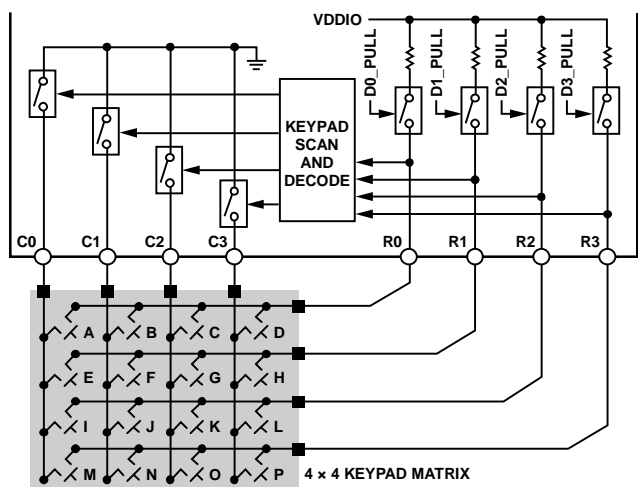 VDDIO
D0_PULL
D1_PULL
D2_PULL
D3_PULL
KEYPAD
SCAN
AND
DECODE
C0 C1 C2 C3 R0 R1 R2 R3
A B C D
E F G H
I J K L
M N O P 4 × 4 KEYPAD MATRIX